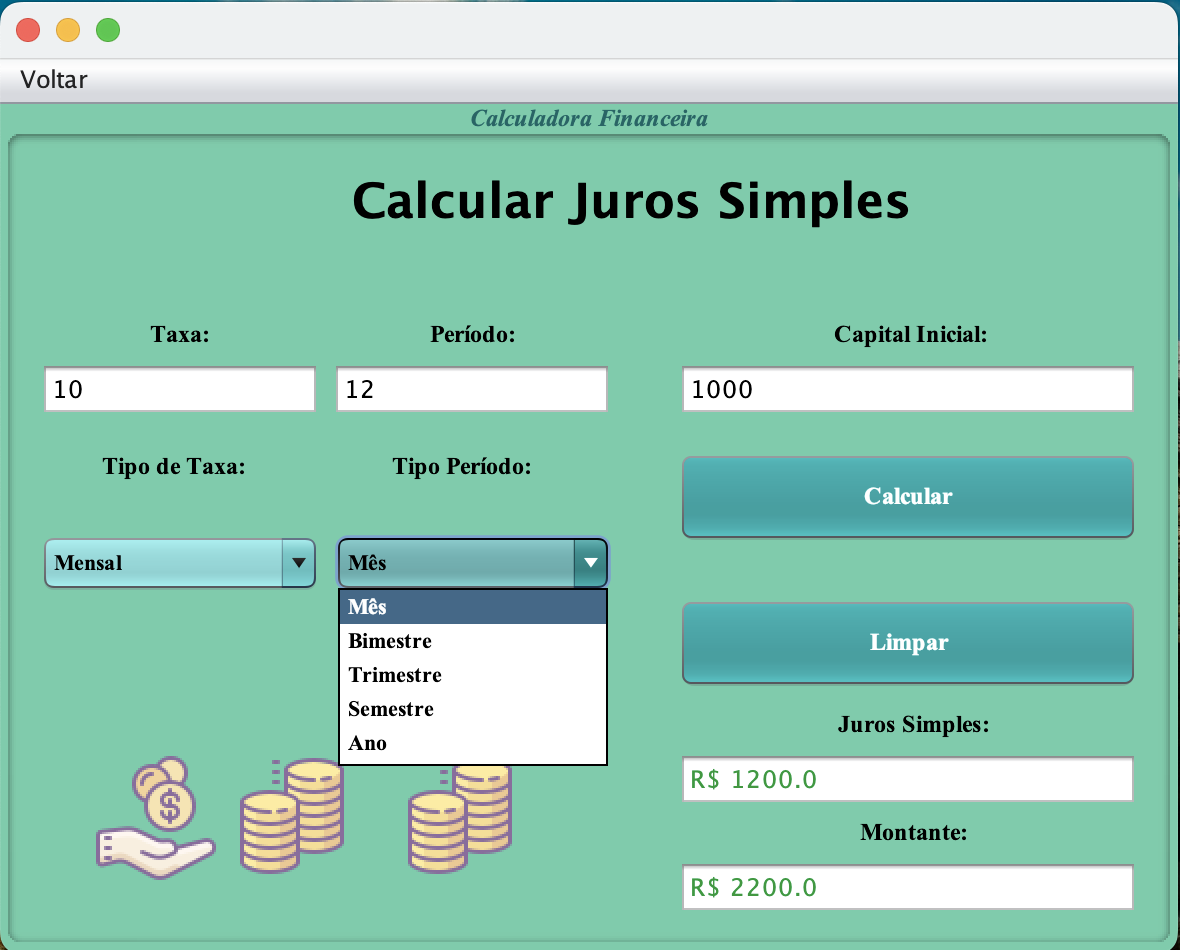 Voltar
Calculadora Financeira
Calcular Juros Simples
Taxa:
Período:
Capital Inicial:
10
12
1000
Tipo de Taxa:
Tipo Período:
Calcular
Mensal
Mês
Mês
Bimestre
Trimestre
Semestre
Ano
Limpar
Juros Simples:
R$ 1200.0
Montante:
R$ 2200.0
$